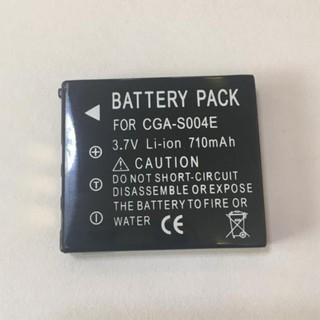 BATTERY PACK
FOR CGA-S004E
3.7V Li-ion 710mAh
⚠ CAUTION
DO NOT SHORT-CIRCUIT
DISASSEMBLE OR EXPOSE
THE BATTERY TO FIRE OR
/WATER CE